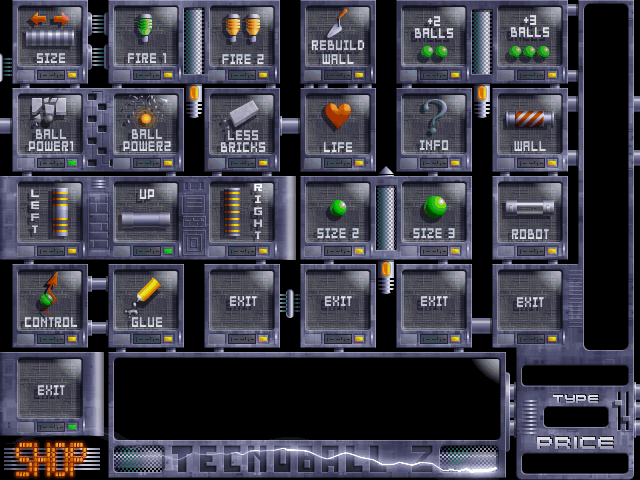 SIZE
FIRE 1
FIRE 2
REBUILD
WALL
+2
BALLS
+3
BALLS
BALL
POWER1
BALL
POWER2
LESS
BRICKS
LIFE
INFO
WALL
LEFT
UP
RIGHT
SIZE 2
SIZE 3
ROBOT
CONTROL
GLUE
EXIT
EXIT
EXIT
EXIT
EXIT
TYPE
PRICE
SHOP
TECNOBALL Z